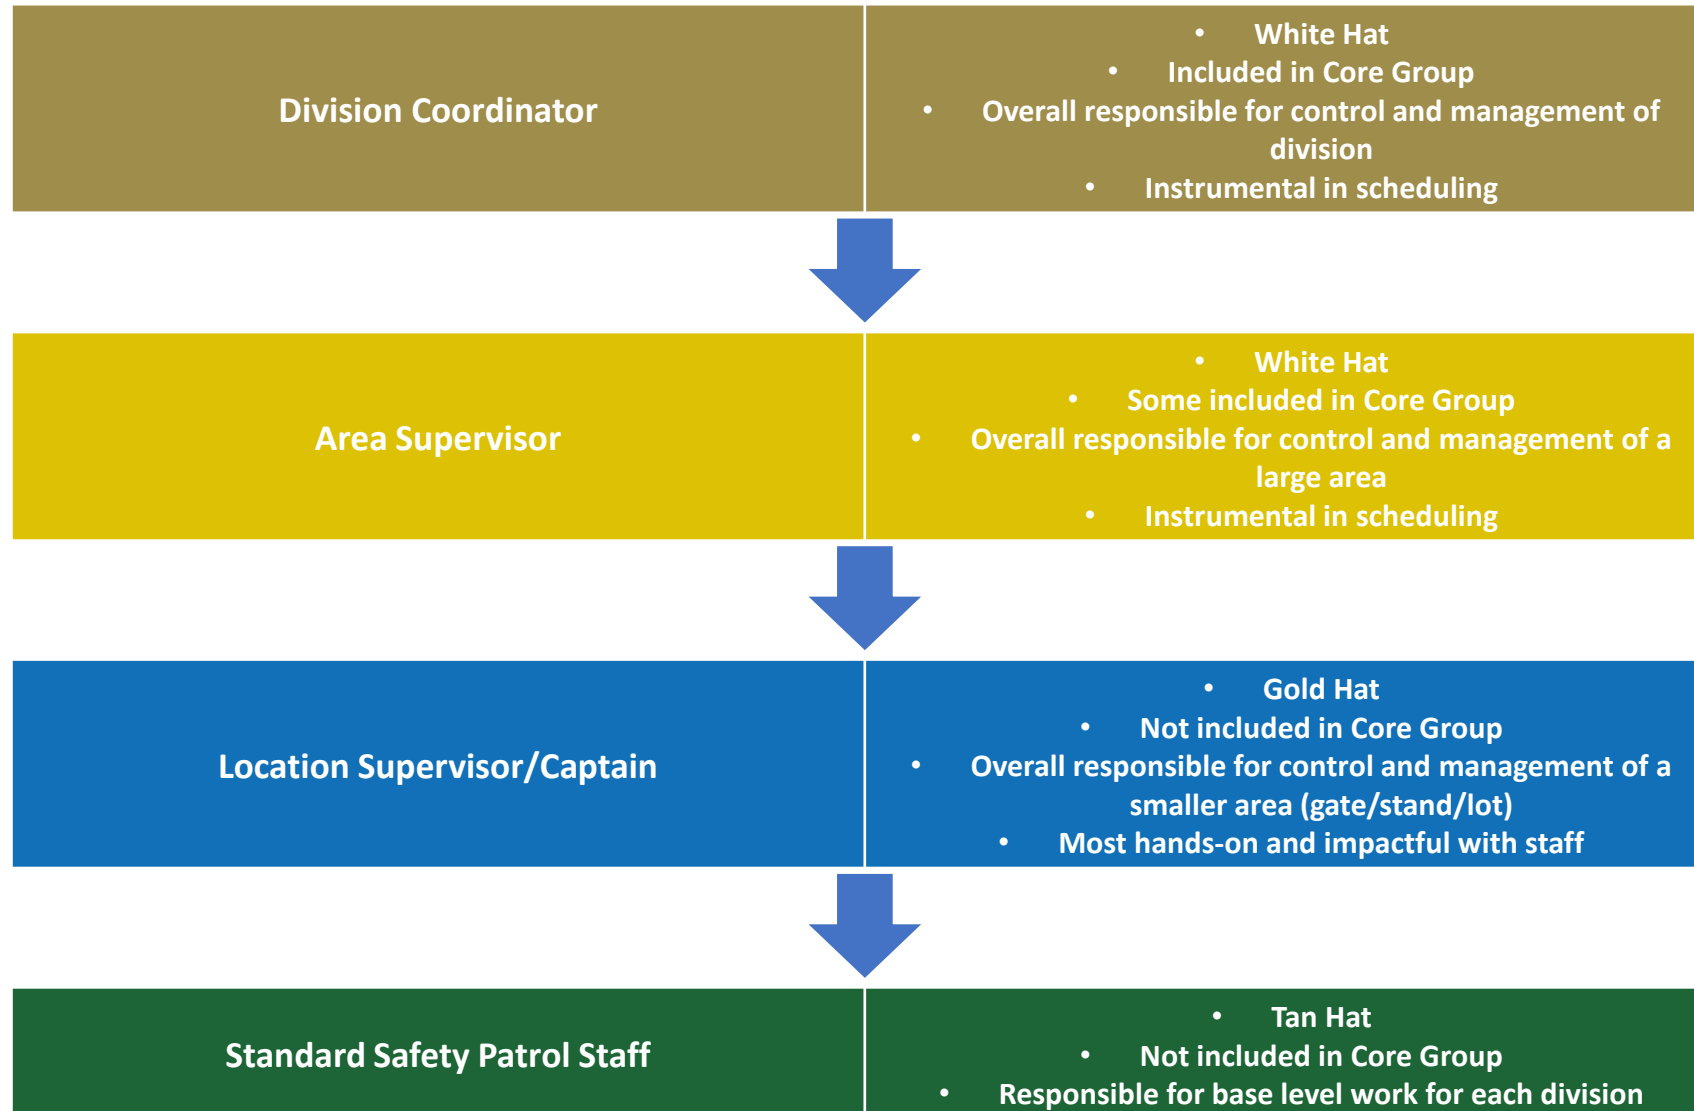 Division Coordinator
• White Hat
• Included in Core Group
• Overall responsible for control and management of
division
• Instrumental in scheduling
Area Supervisor
• White Hat
• Some included in Core Group
• Overall responsible for control and management of a
large area
• Instrumental in scheduling
Location Supervisor/Captain
• Gold Hat
• Not included in Core Group
• Overall responsible for control and management of a
smaller area (gate/stand/lot)
• Most hands-on and impactful with staff
Standard Safety Patrol Staff
• Tan Hat
• Not included in Core Group
• Responsible for base level work for each division